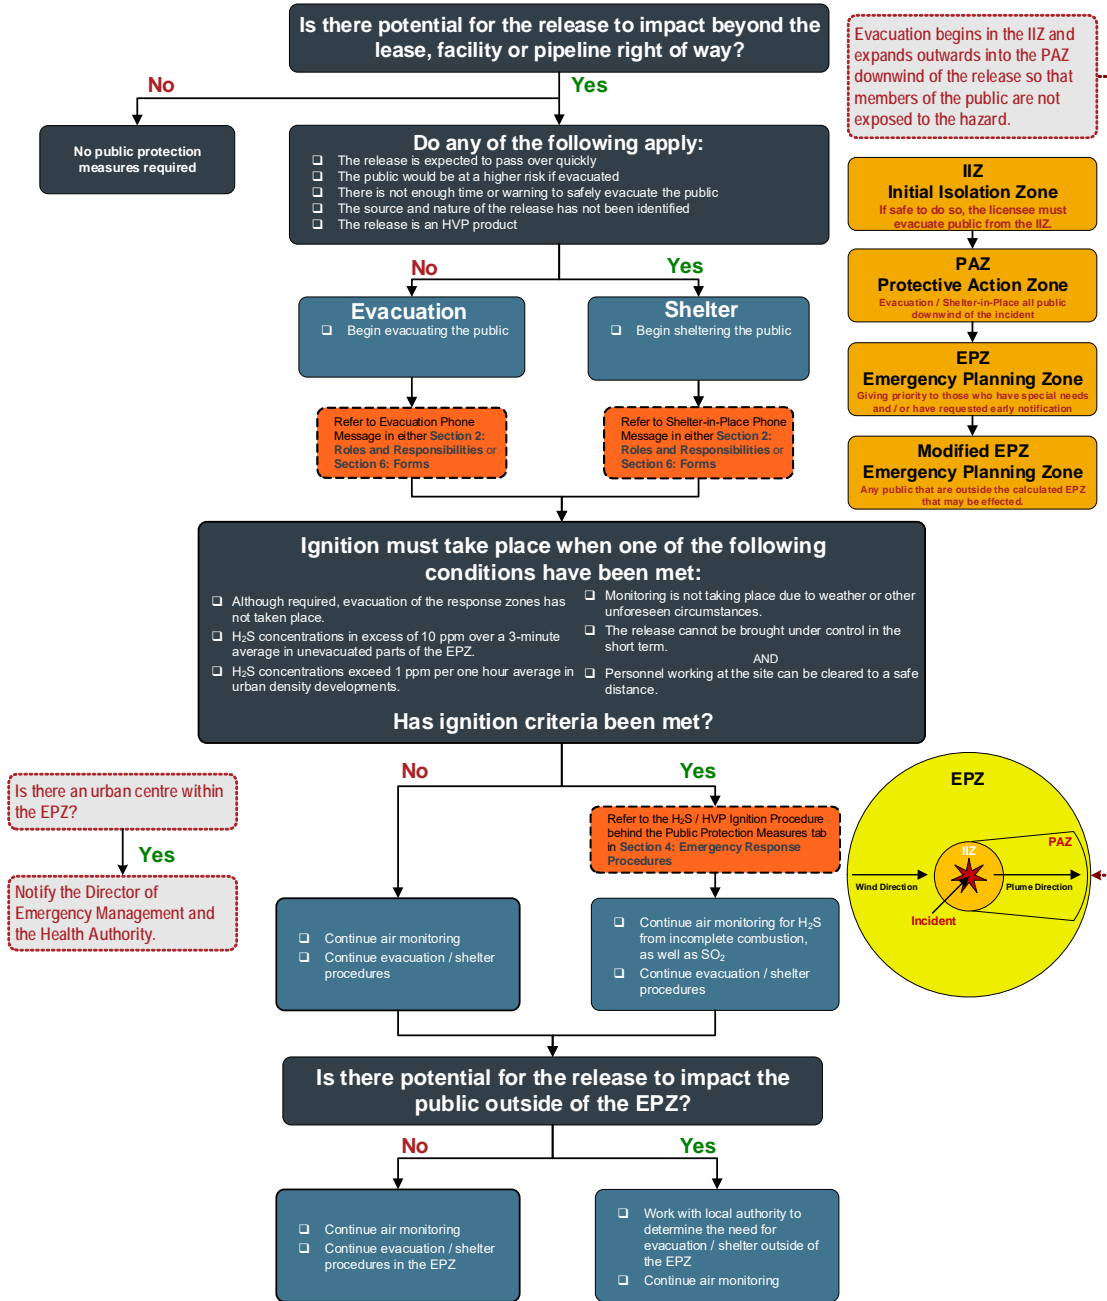 Is there potential for the release to impact beyond the
lease, facility or pipeline right of way?
No
Yes
No public protection
measures required
Do any of the following apply:
The release is expected to pass over quickly
The public would be at a higher risk if evacuated
There is not enough time or warning to safely evacuate the public
The source and nature of the release has not been identified
The release is an HVP product
No
Yes
Evacuation
Begin evacuating the public
Shelter
Begin sheltering the public
Refer to Evacuation Phone
Message in either Section 2:
Roles and Responsibilities or
Section 6: Forms
Refer to Shelter-in-Place Phone
Message in either Section 2:
Roles and Responsibilities or
Section 6: Forms
Evacuation begins in the IIZ and
expands outwards into the PAZ
downwind of the release so that
members of the public are not
exposed to the hazard.
IIZ
Initial Isolation Zone
If safe to do so, the licensee must
evacuate public from the IIZ.
PAZ
Protective Action Zone
Evacuation / Shelter-in-Place all public
downwind of the incident
EPZ
Emergency Planning Zone
Giving priority to those who have special needs
and / or have requested early notification
Modified EPZ
Emergency Planning Zone
Any public that are outside the calculated EPZ
that may be effected.
Ignition must take place when one of the following
conditions have been met:
Although required, evacuation of the response zones has
not taken place.
H₂S concentrations in excess of 10 ppm over a 3-minute
average in unevacuated parts of the EPZ.
H₂S concentrations exceed 1 ppm per one hour average in
urban density developments.
Monitoring is not taking place due to weather or other
unforeseen circumstances.
The release cannot be brought under control in the
short term.
AND
Personnel working at the site can be cleared to a safe
distance.
Has ignition criteria been met?
No
Yes
Is there an urban centre within
the EPZ?
Yes
Notify the Director of
Emergency Management and
the Health Authority.
Refer to the H₂S / HVP Ignition Procedure
behind the Public Protection Measures tab
in Section 4: Emergency Response
Procedures
Continue air monitoring
Continue evacuation / shelter
procedures
Continue air monitoring for H₂S
from incomplete combustion,
as well as SO₂
Continue evacuation / shelter
procedures
EPZ
PAZ
IIZ
Wind Direction
Plume Direction
Incident
Is there potential for the release to impact the
public outside of the EPZ?
No
Yes
Continue air monitoring
Continue evacuation / shelter
procedures in the EPZ
Work with local authority to
determine the need for
evacuation / shelter outside of
the EPZ
Continue air monitoring